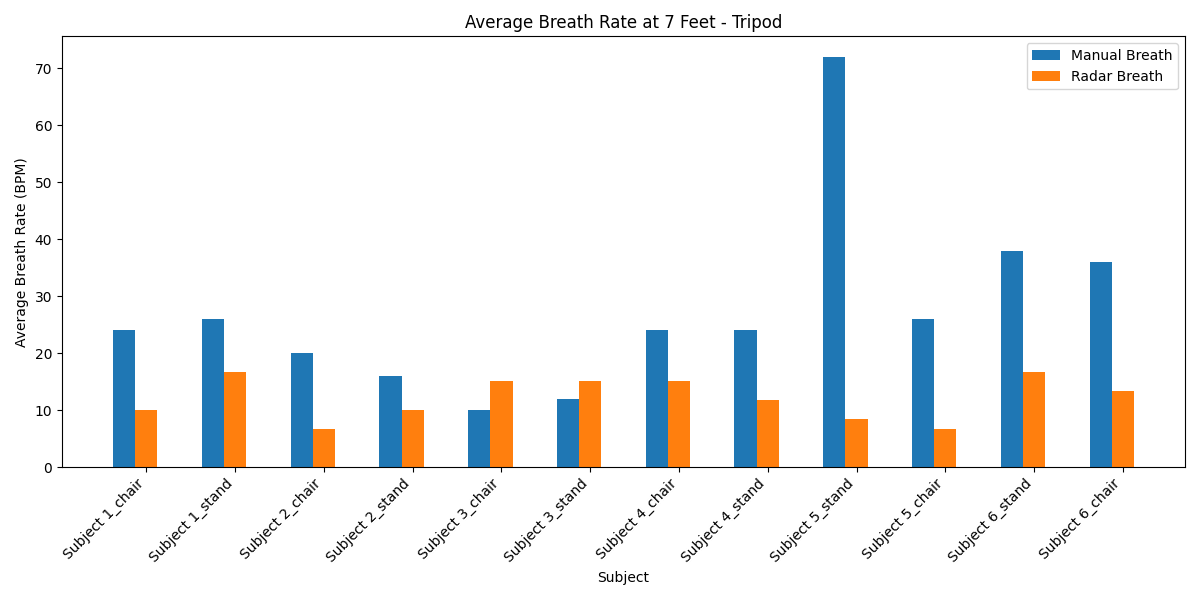 Average Breath Rate at 7 Feet - Tripod
Manual Breath
Radar Breath
Average Breath Rate (BPM)
70
60
50
40
30
20
10
0
Subject 1_chair
Subject 1_stand
Subject 2_chair
Subject 2_stand
Subject 3_chair
Subject 3_stand
Subject 4_chair
Subject 4_stand
Subject 5_stand
Subject 5_chair
Subject 6_stand
Subject 6_chair
Subject